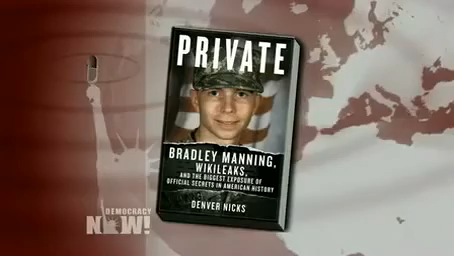 PRIVATE
BRADLEY MANNING,
WIKILEAKS,
AND THE BIGGEST EXPOSURE OF
OFFICIAL SECRETS IN AMERICAN HISTORY
DENVER NICKS
DEMOCRACY
NOW!